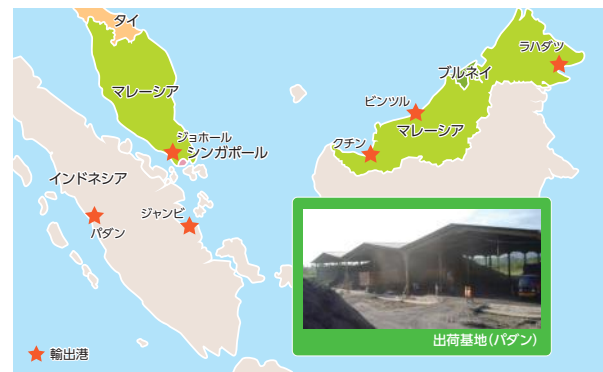 タイ
ラハダツ
ブルネイ
マレーシア
ビンツル
マレーシア
ジョホール
クチン
シンガポール
インドネシア
ジャンビ
パダン
出荷基地(パダン)
輸出港